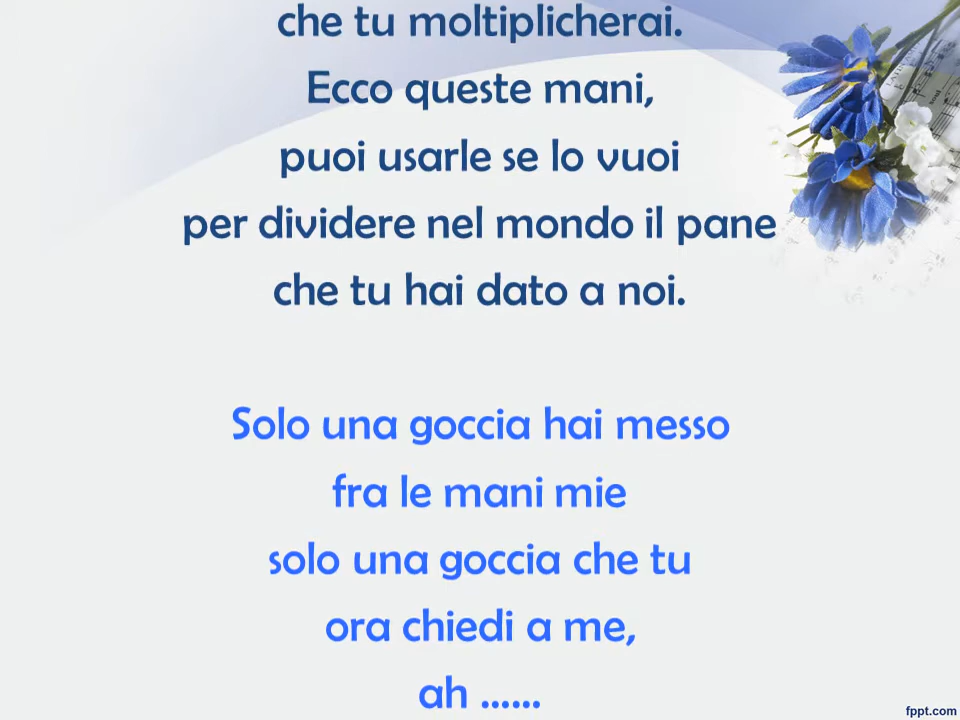 che tu moltiplicherai.
Ecco queste mani,
puoi usarle se lo vuoi
per dividere nel mondo il pane
che tu hai dato a noi.
Solo una goccia hai messo
fra le mani mie
solo una goccia che tu
ora chiedi a me,
ah ......
fppt.com